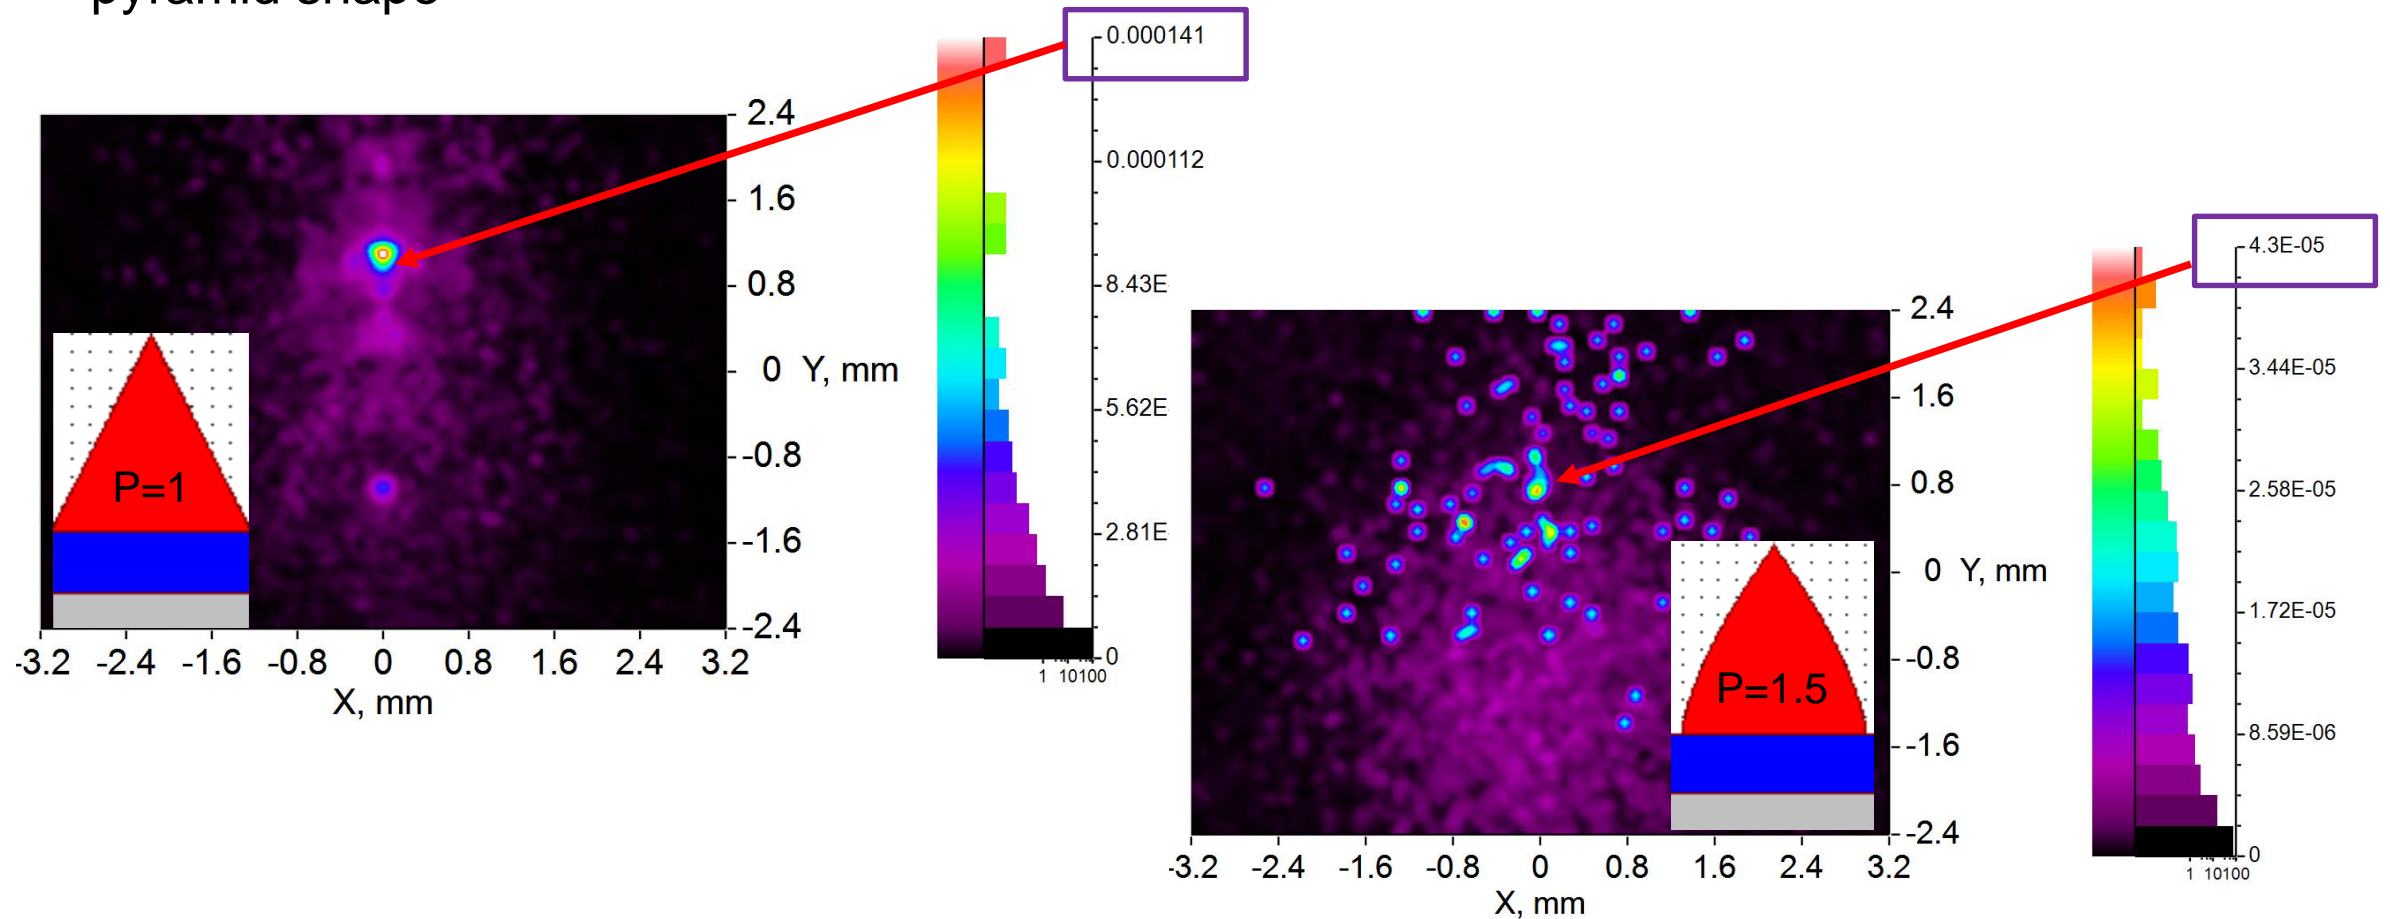 pyramid shape
0.000141
0.000112
8.43E
5.62E
2.81E
0
1 10100
2.4
1.6
0.8
0 Y, mm
-0.8
-1.6
-2.4
P=1
-3.2 -2.4 -1.6 -0.8 0 0.8 1.6 2.4 3.2
X, mm
4.3E-05
3.44E-05
2.58E-05
1.72E-05
8.59E-06
0
1 10100
2.4
1.6
0.8
0 Y, mm
-0.8
-1.6
-2.4
P=1.5
-3.2 -2.4 -1.6 -0.8 0 0.8 1.6 2.4 3.2
X, mm